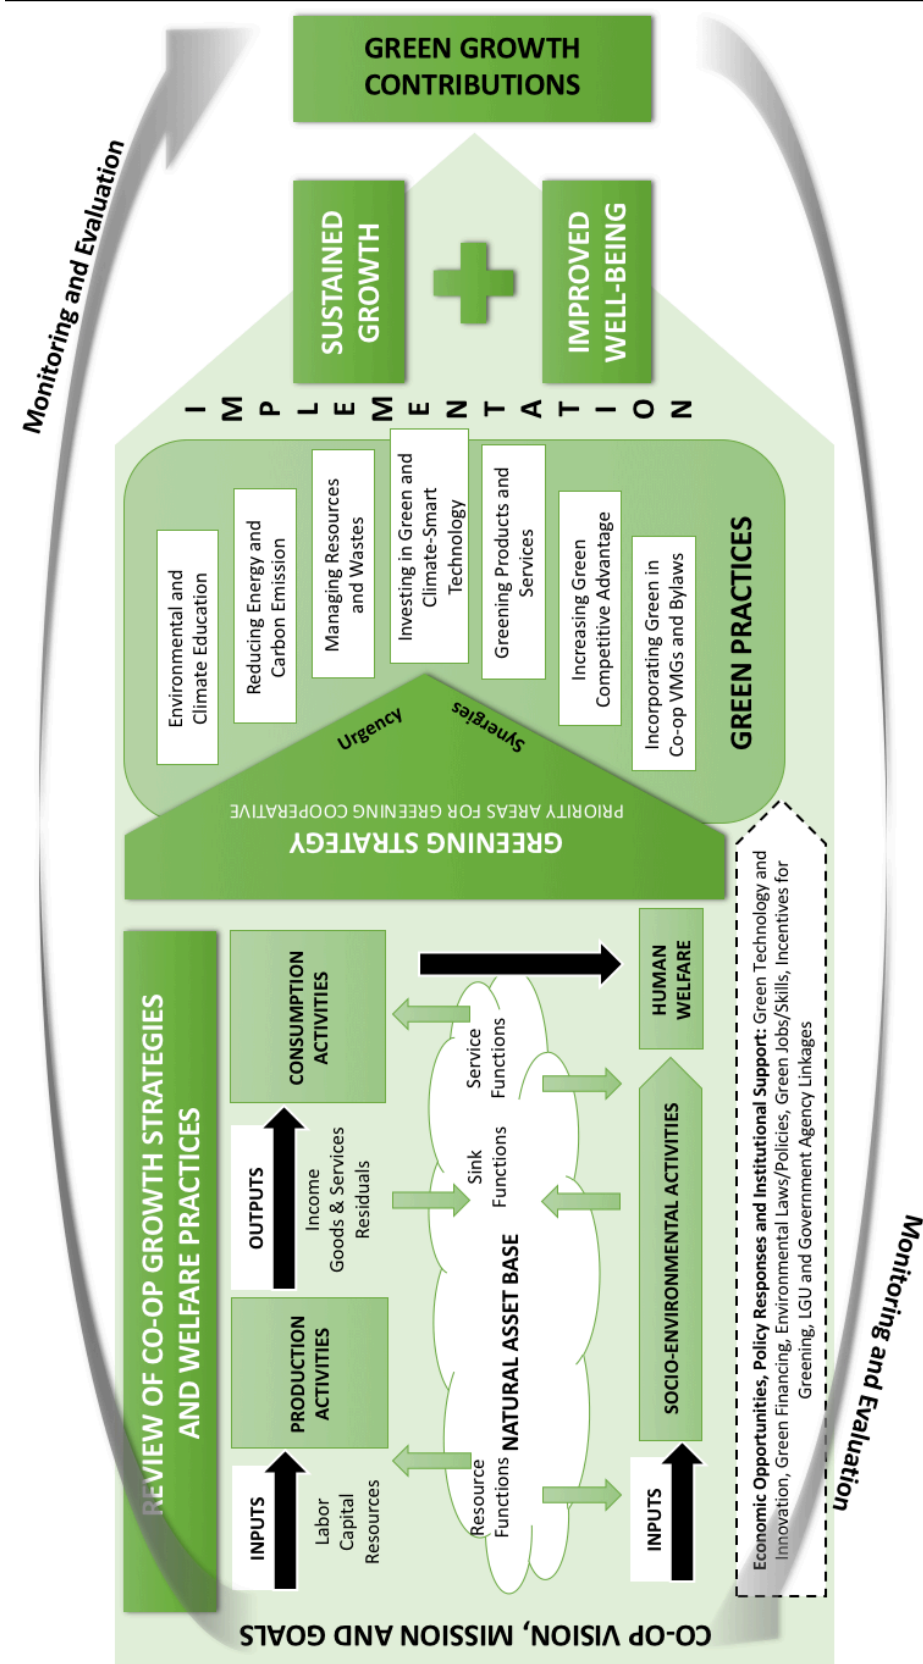 CO-OP VISION, MISSION AND GOALS
REVIEW OF CO-OP GROWTH STRATEGIES
AND WELFARE PRACTICES
INPUTS
Labor
Capital
Resources
PRODUCTION
ACTIVITIES
OUTPUTS
Income
Goods & Services
Residuals
CONSUMPTION
ACTIVITIES
Resource
Functions
NATURAL ASSET BASE
Sink
Functions
Service
Functions
INPUTS
SOCIO-ENVIRONMENTAL ACTIVITIES
HUMAN
WELFARE
Economic Opportunities, Policy Responses and Institutional Support: Green Technology and
Innovation, Green Financing, Environmental Laws/Policies, Green Jobs/Skills, Incentives for
Greening, LGU and Government Agency Linkages
GREENING STRATEGY
PRIORITY AREAS FOR GREENING COOPERATIVE
Urgency
Synergies
Environmental and
Climate Education
Reducing Energy and
Carbon Emission
Managing Resources
and Wastes
Investing in Green and
Climate-Smart
Technology
Greening Products and
Services
Increasing Green
Competitive Advantage
Incorporating Green in
Co-op VMGs and Bylaws
GREEN PRACTICES
IMPLEMENTATION
SUSTAINED
GROWTH
IMPROVED
WELL-BEING
GREEN GROWTH
CONTRIBUTIONS
Monitoring and Evaluation
Monitoring and Evaluation